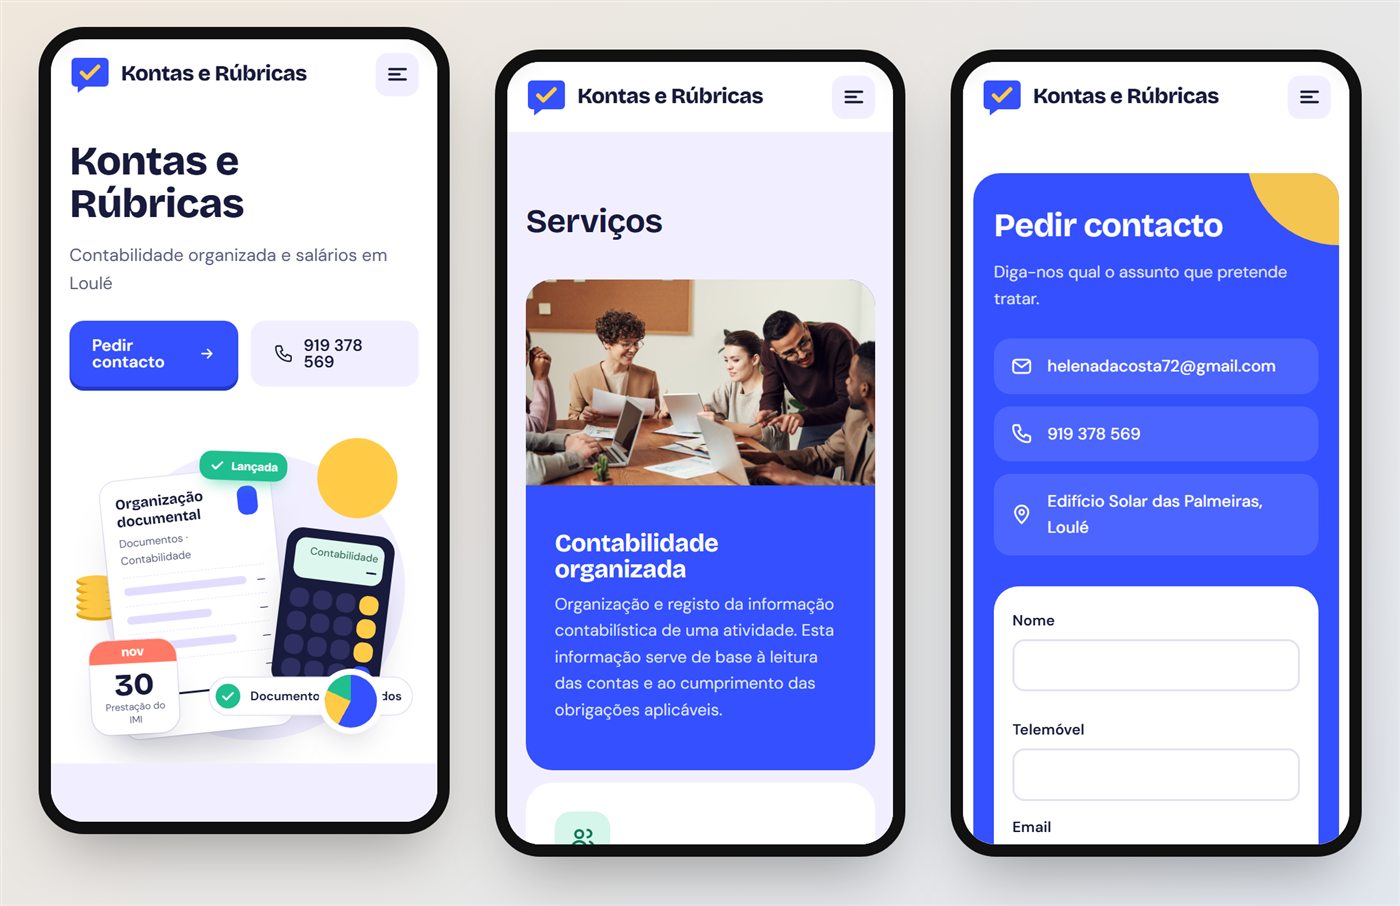 Kontas e Rúbricas
Kontas e
Rúbricas
Contabilidade organizada e salários em
Loulé
Pedir
contacto
919 378
569
Lançada
Organização
documental
Documentos ·
Contabilidade
Contabilidade
nov
30
Prestação do
IMI
Kontas e Rúbricas
Serviços
Contabilidade
organizada
Organização e registo da informação
contabilística de uma atividade. Esta
informação serve de base à leitura
das contas e ao cumprimento das
obrigações aplicáveis.
Kontas e Rúbricas
Pedir contacto
Diga-nos qual o assunto que pretende
tratar.
helenadacosta72@gmail.com
919 378 569
Edifício Solar das Palmeiras,
Loulé
Nome
Telemóvel
Email